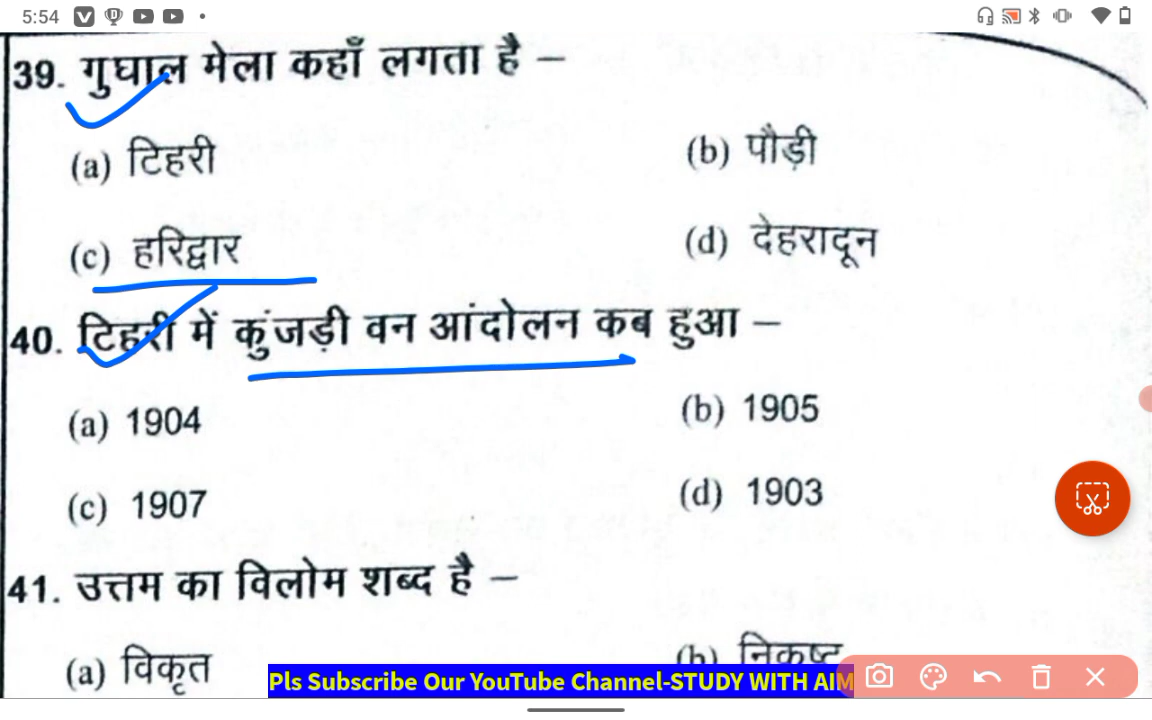 5:54
39. गुघाल मेला कहाँ लगता है –
(a) टिहरी
(b) पौड़ी
(c) हरिद्वार
(d) देहरादून
40. टिहरी में कुंजड़ी वन आंदोलन कब हुआ –
(a) 1904
(b) 1905
(c) 1907
(d) 1903
41. उत्तम का विलोम शब्द है –
(a) विकृत
(b) निकृष्ट
Pls Subscribe Our YouTube Channel-STUDY WITH AIM